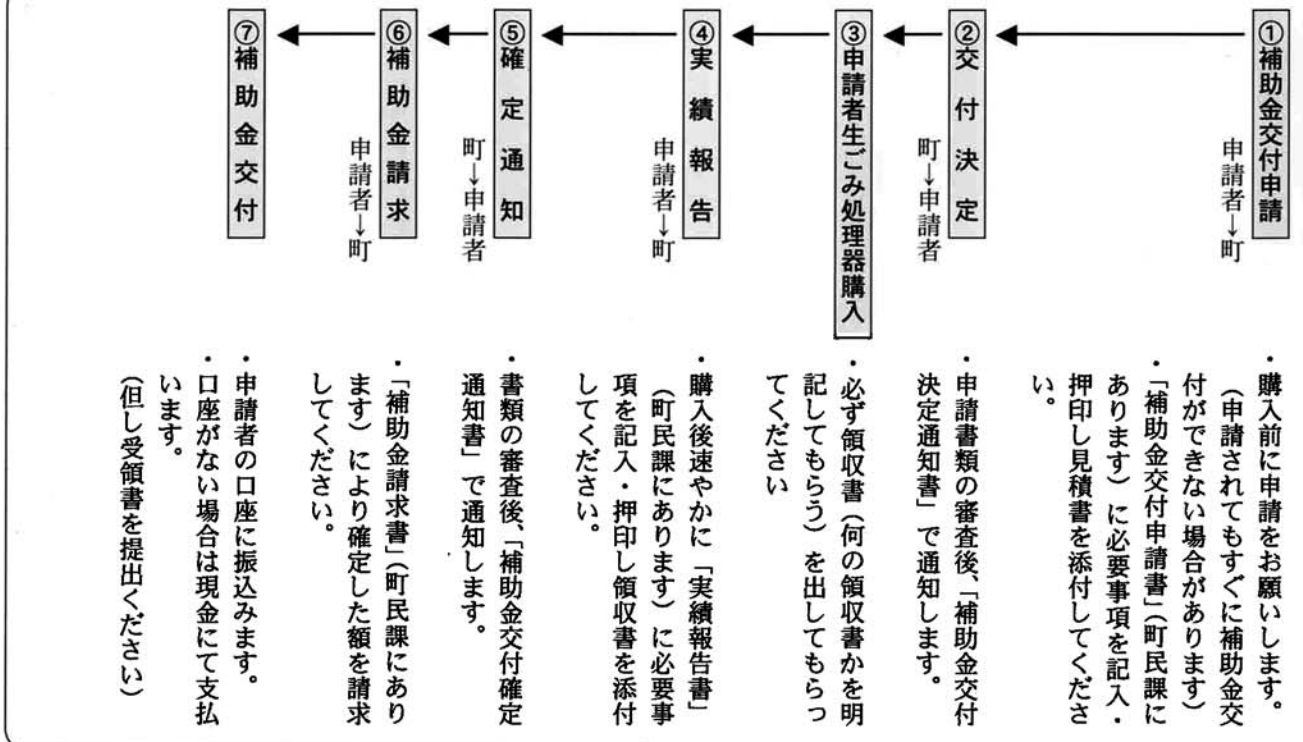 ①補助金交付申請
申請者→町
・購入前に申請をお願いします。
（申請されてもすぐに補助金交
付ができない場合があります）
・「補助金交付申請書」（町民課に
あります）に必要事項を記入・
押印し見積書を添付してくださ
い。
②交付決定
町→申請者
・申請書類の審査後、「補助金交付
決定通知書」で通知します。
③申請者生ごみ処理器購入
・必ず領収書（何の領収書かを明
記してもらう）を出してもらっ
てください
④実績報告
申請者→町
・購入後速やかに「実績報告書」
（町民課にあります）に必要事
項を記入・押印し領収書を添付
してください。
⑤確定通知
町→申請者
・書類の審査後、「補助金交付確定
通知書」で通知します。
⑥補助金請求
申請者→町
・「補助金請求書」（町民課にあり
ます）により確定した額を請求
してください。
⑦補助金交付
・申請者の口座に振込みます。
・口座がない場合は現金にて支払
います。
（但し受領書を提出ください）